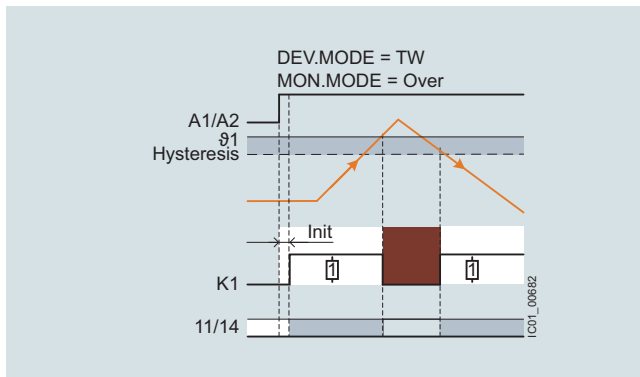 DEV.MODE = TW
MON.MODE = Over
A1/A2
ϑ1
Hysteresis
Init
1
1
K1
11/14
IC01_00682